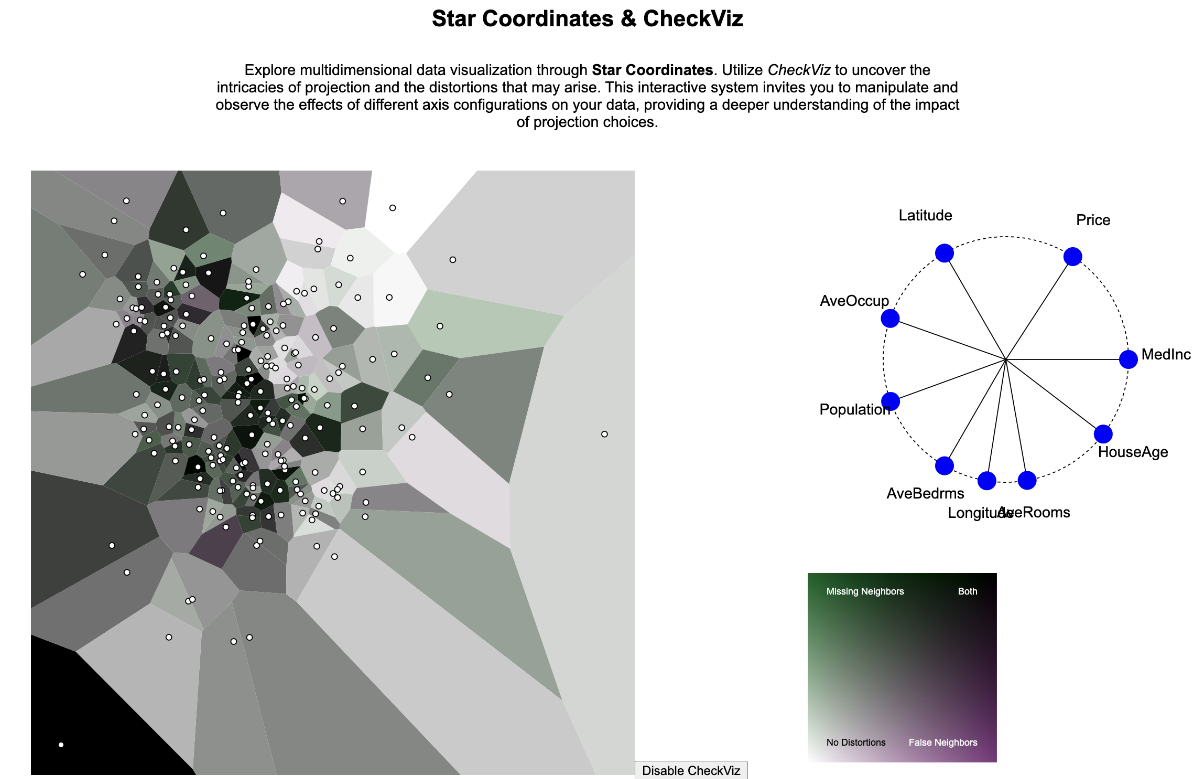 Star Coordinates & CheckViz
Explore multidimensional data visualization through Star Coordinates. Utilize CheckViz to uncover the
intricacies of projection and the distortions that may arise. This interactive system invites you to manipulate and
observe the effects of different axis configurations on your data, providing a deeper understanding of the impact
of projection choices.
Latitude
Price
AveOccup
MedInc
Population
HouseAge
AveBedrms
Longitude
AveRooms
Missing Neighbors
Both
No Distortions
False Neighbors
Disable CheckViz